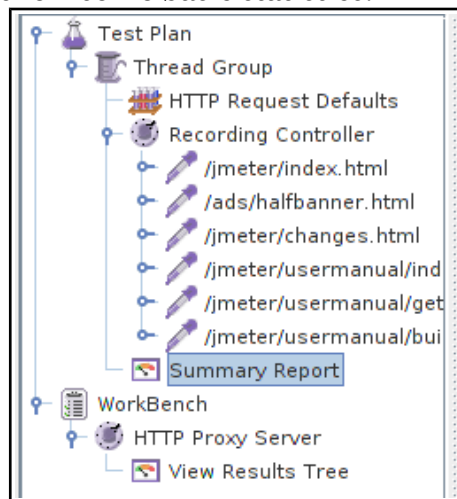 Test Plan
Thread Group
HTTP Request Defaults
Recording Controller
/jmeter/index.html
/ads/halfbanner.html
/jmeter/changes.html
/jmeter/usermanual/ind
/jmeter/usermanual/get
/jmeter/usermanual/bui
Summary Report
WorkBench
HTTP Proxy Server
View Results Tree